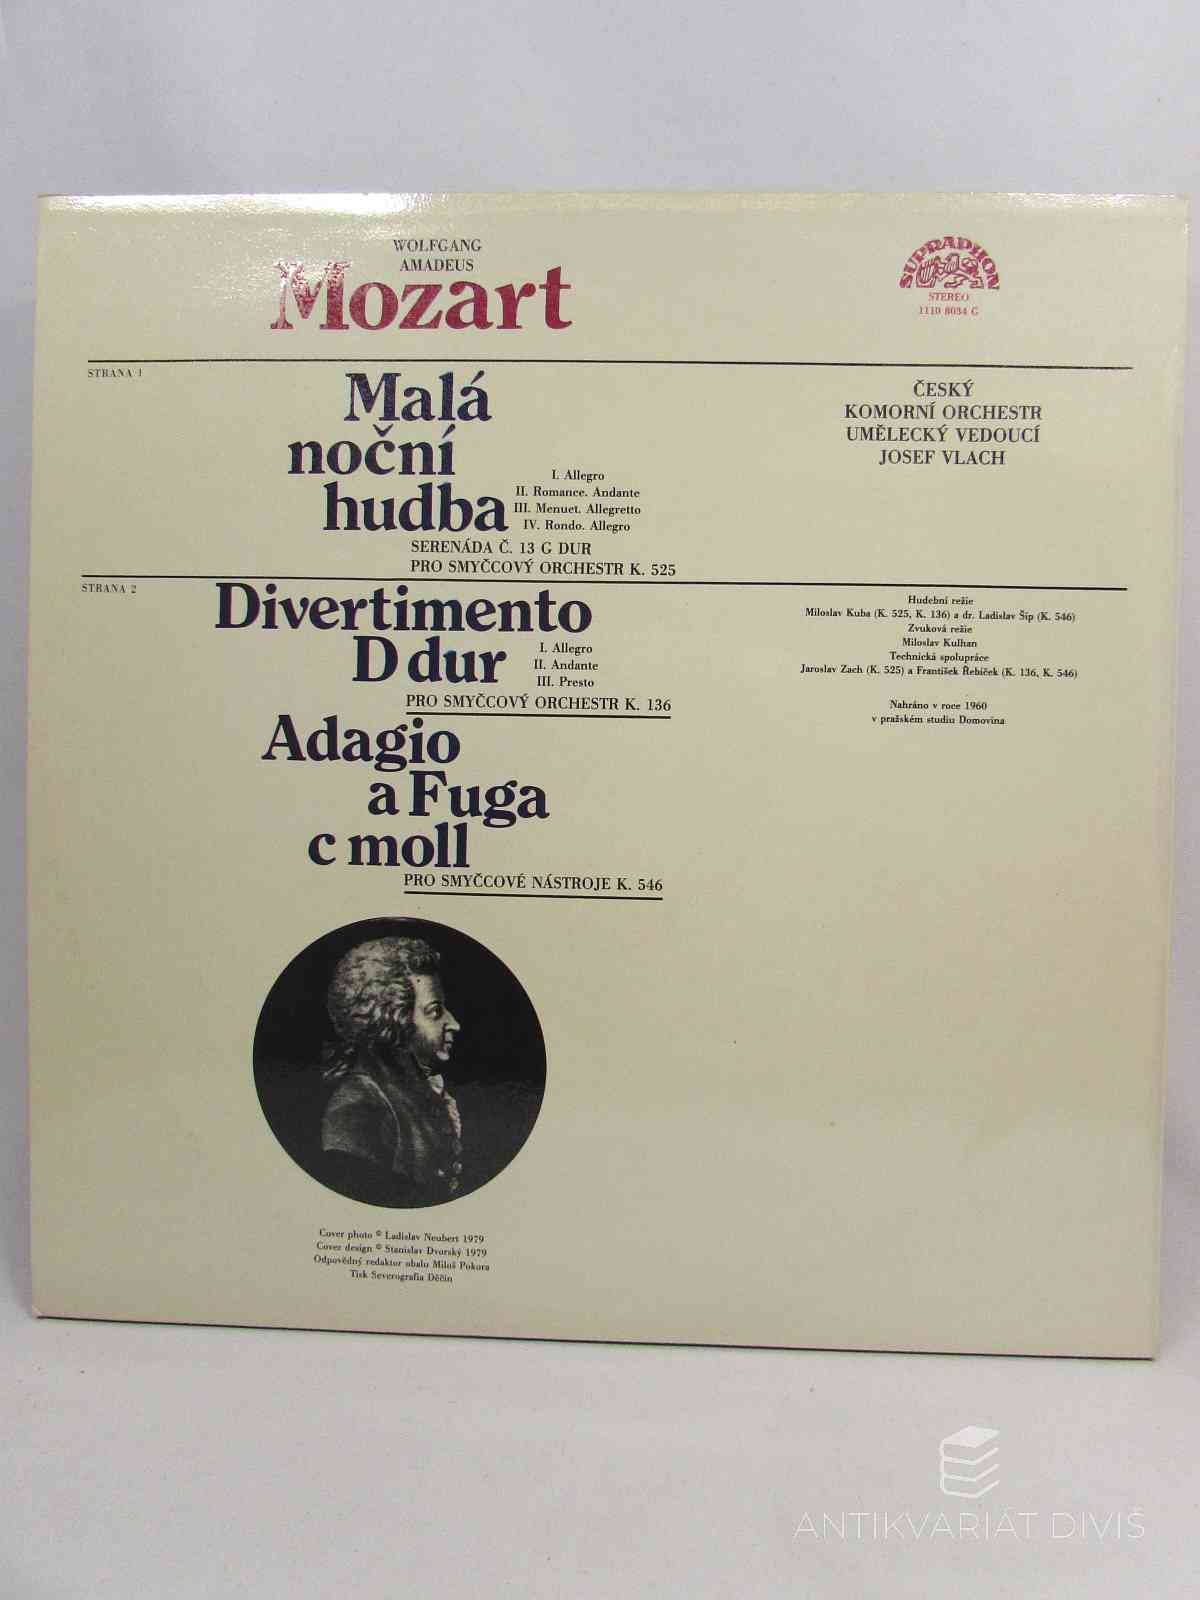 WOLFGANG
AMADEUS
Mozart
SUPRAPHON
STEREO
1110 8034 G
STRANA 1
Malá
noční
hudba
I. Allegro
II. Romance. Andante
III. Menuet. Allegretto
IV. Rondo. Allegro
SERENÁDA Č. 13 G DUR
PRO SMYČCOVÝ ORCHESTR K. 525
ČESKÝ
KOMORNÍ ORCHESTR
UMĚLECKÝ VEDOUCÍ
JOSEF VLACH
STRANA 2
Divertimento
D dur
I. Allegro
II. Andante
III. Presto
PRO SMYČCOVÝ ORCHESTR K. 136
Adagio
a Fuga
c moll
PRO SMYČCOVÉ NÁSTROJE K. 546
Hudební režie
Miloslav Kuba (K. 525, K. 136) a dr. Ladislav Šíp (K. 546)
Zvuková režie
Miloslav Kulhan
Technická spolupráce
Jaroslav Zach (K. 525) a František Řebíček (K. 136, K. 546)
Nahráno v roce 1960
v pražském studiu Domovina
Cover photo © Ladislav Neubert 1979
Cover design © Stanislav Dvorský 1979
Odpovědný redaktor obalu Miloš Pokora
Tisk Severografia Děčín
ANTIKVARIÁT DIVIŠ